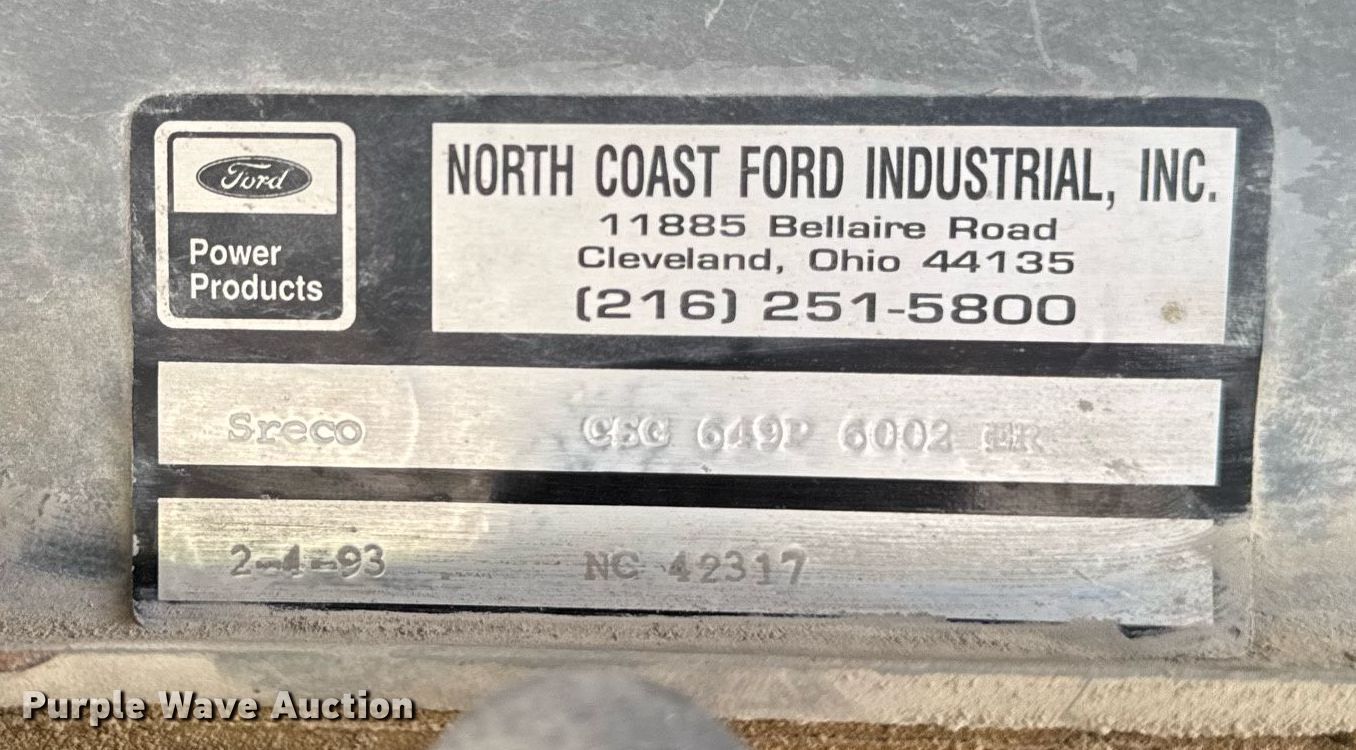 Ford
Power
Products
NORTH COAST FORD INDUSTRIAL, INC.
11885 Bellaire Road
Cleveland, Ohio 44135
(216) 251-5800
Sreco 649P 6002
2-4-93 NC 42317
Purple Wave Auction